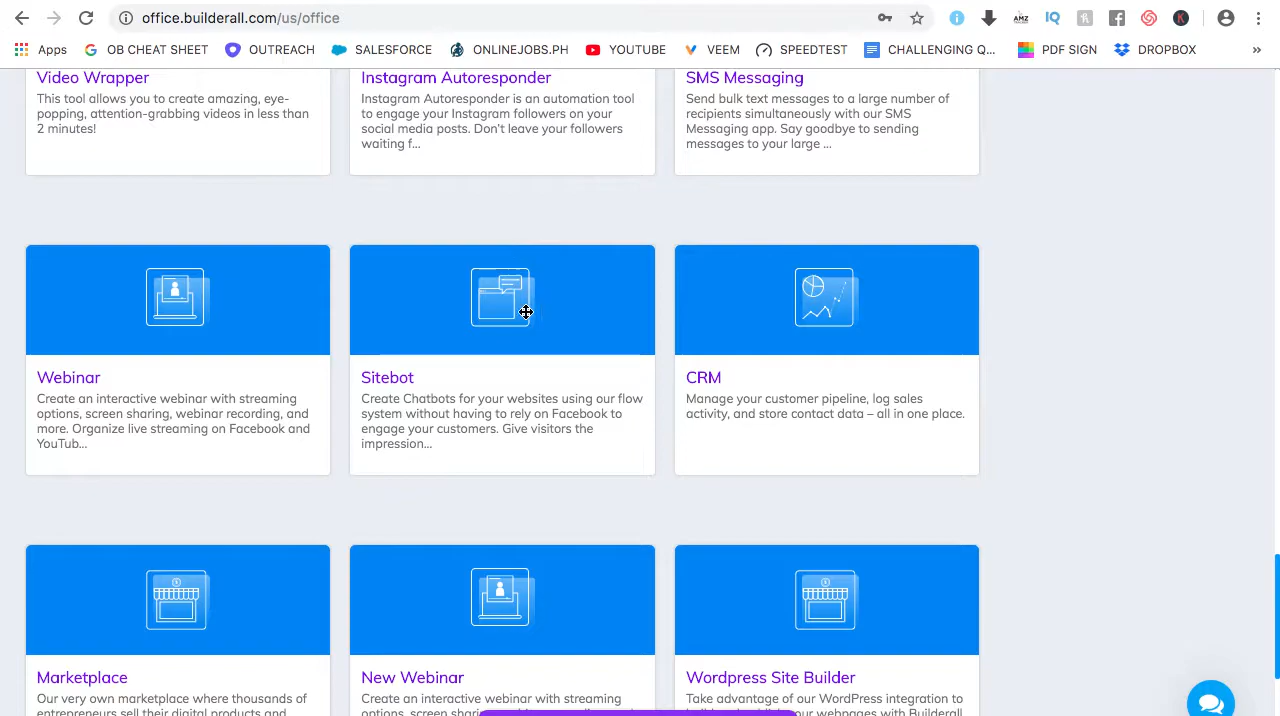 office.builderall.com/us/office
Apps
OB CHEAT SHEET
OUTREACH
SALESFORCE
ONLINEJOBS.PH
YOUTUBE
VEEM
SPEEDTEST
CHALLENGING Q...
PDF SIGN
DROPBOX
»
Video Wrapper
This tool allows you to create amazing, eye-
popping, attention-grabbing videos in less than
2 minutes!
Instagram Autoresponder
Instagram Autoresponder is an automation tool
to engage your Instagram followers on your
social media posts. Don't leave your followers
waiting f...
SMS Messaging
Send bulk text messages to a large number of
recipients simultaneously with our SMS
Messaging app. Say goodbye to sending
messages to your large ...
Webinar
Create an interactive webinar with streaming
options, screen sharing, webinar recording, and
more. Organize live streaming on Facebook and
YouTub...
Sitebot
Create Chatbots for your websites using our flow
system without having to rely on Facebook to
engage your customers. Give visitors the
impression...
CRM
Manage your customer pipeline, log sales
activity, and store contact data – all in one place.
Marketplace
Our very own marketplace where thousands of
entrepreneurs sell their digital products and
New Webinar
Create an interactive webinar with streaming
options, screen
Wordpress Site Builder
Take advantage of our WordPress integration to
webpages with Builderall